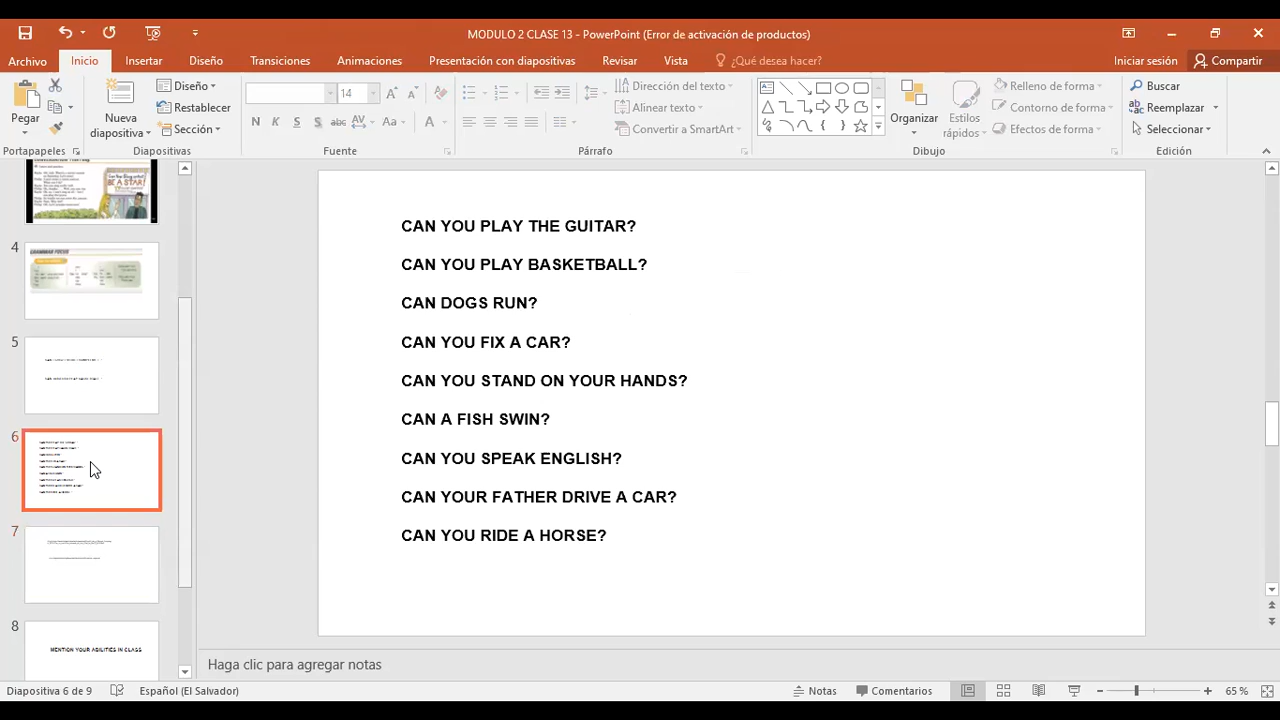 MODULO 2 CLASE 13 - PowerPoint (Error de activación de productos)
Archivo Inicio Insertar Diseño Transiciones Animaciones Presentación con diapositivas Revisar Vista ¿Qué desea hacer? Iniciar sesión Compartir
Pegar
Portapapeles
Nueva diapositiva
Diseño
Restablecer
Sección
Diapositivas
14
N K S S abc AV Aa A
Fuente
Dirección del texto
Alinear texto
Convertir a SmartArt
Párrafo
Organizar
Estilos rápidos
Relleno de forma
Contorno de forma
Efectos de forma
Dibujo
Buscar
Reemplazar
Seleccionar
Edición
BE A STAR!
4
GRAMMAR FOCUS
5
6
7
8
MENTION YOUR ABILITIES IN CLASS
CAN YOU PLAY THE GUITAR?
CAN YOU PLAY BASKETBALL?
CAN DOGS RUN?
CAN YOU FIX A CAR?
CAN YOU STAND ON YOUR HANDS?
CAN A FISH SWIN?
CAN YOU SPEAK ENGLISH?
CAN YOUR FATHER DRIVE A CAR?
CAN YOU RIDE A HORSE?
Haga clic para agregar notas
Diapositiva 6 de 9 Español (El Salvador) Notas Comentarios 65 %